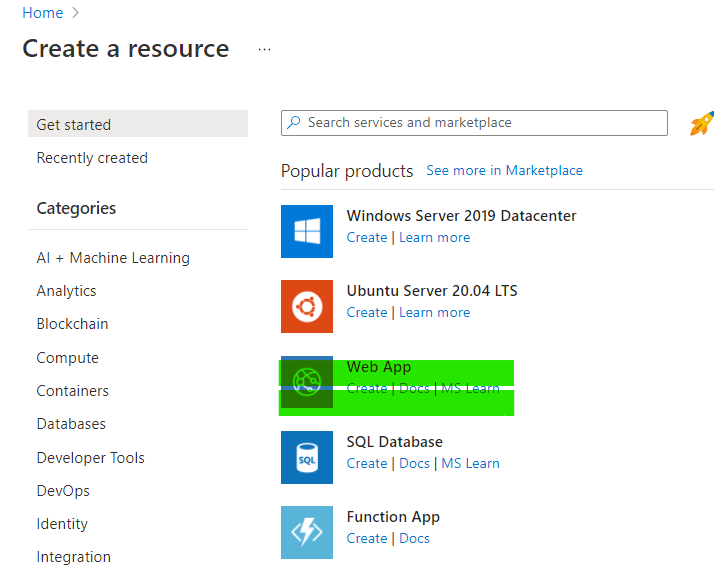 Home >
Create a resource ...
Get started
Recently created
Categories
AI + Machine Learning
Analytics
Blockchain
Compute
Containers
Databases
Developer Tools
DevOps
Identity
Integration
Search services and marketplace
Popular products See more in Marketplace
Windows Server 2019 Datacenter
Create | Learn more
Ubuntu Server 20.04 LTS
Create | Learn more
Web App
Create | Docs | MS Learn
SQL
SQL Database
Create | Docs | MS Learn
Function App
Create | Docs